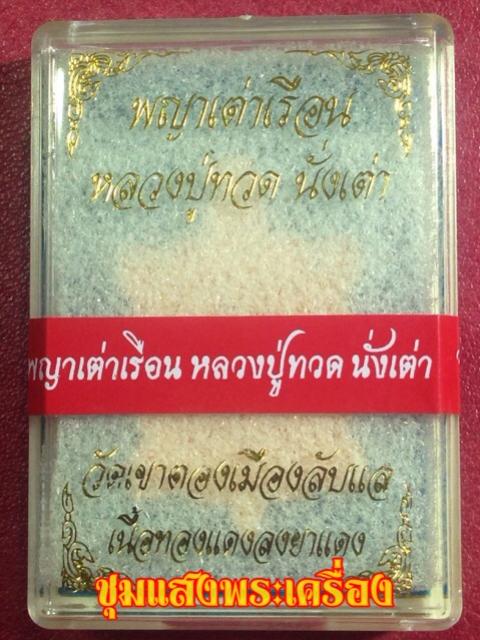 พญาเต่าเรือน
หลวงปู่ทวด นั่งเต่า
พญาเต่าเรือน หลวงปู่ทวด นั่งเต่า
วัดเขาตองเมืองลับแล
เนื้อทองแดงลงยาแดง
ชุมแสงพระเครื่อง